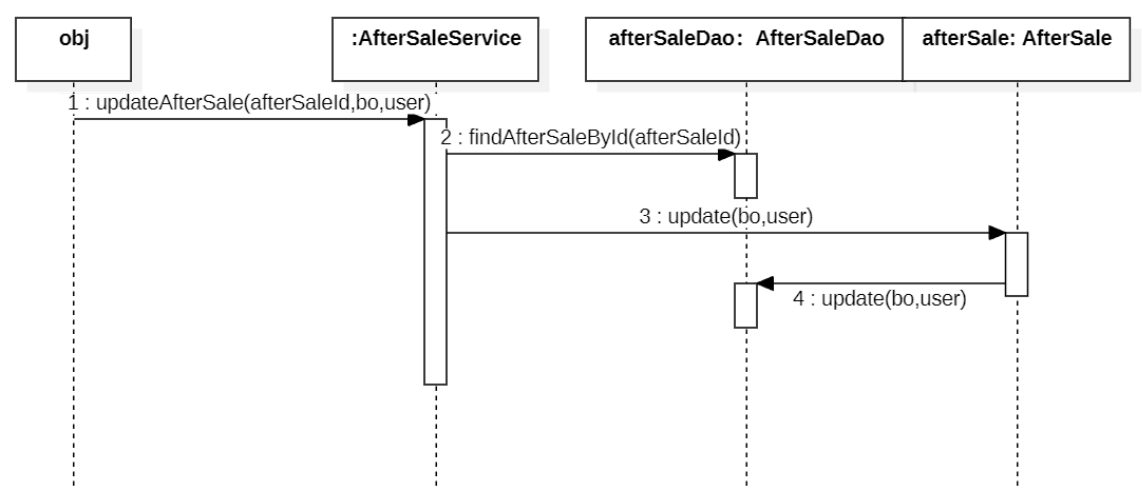 obj
:AfterSaleService
afterSaleDao：AfterSaleDao
afterSale: AfterSale
1 : updateAfterSale(afterSaleId,bo,user)
2 : findAfterSaleById(afterSaleId)
3 : update(bo,user)
4 : update(bo,user)